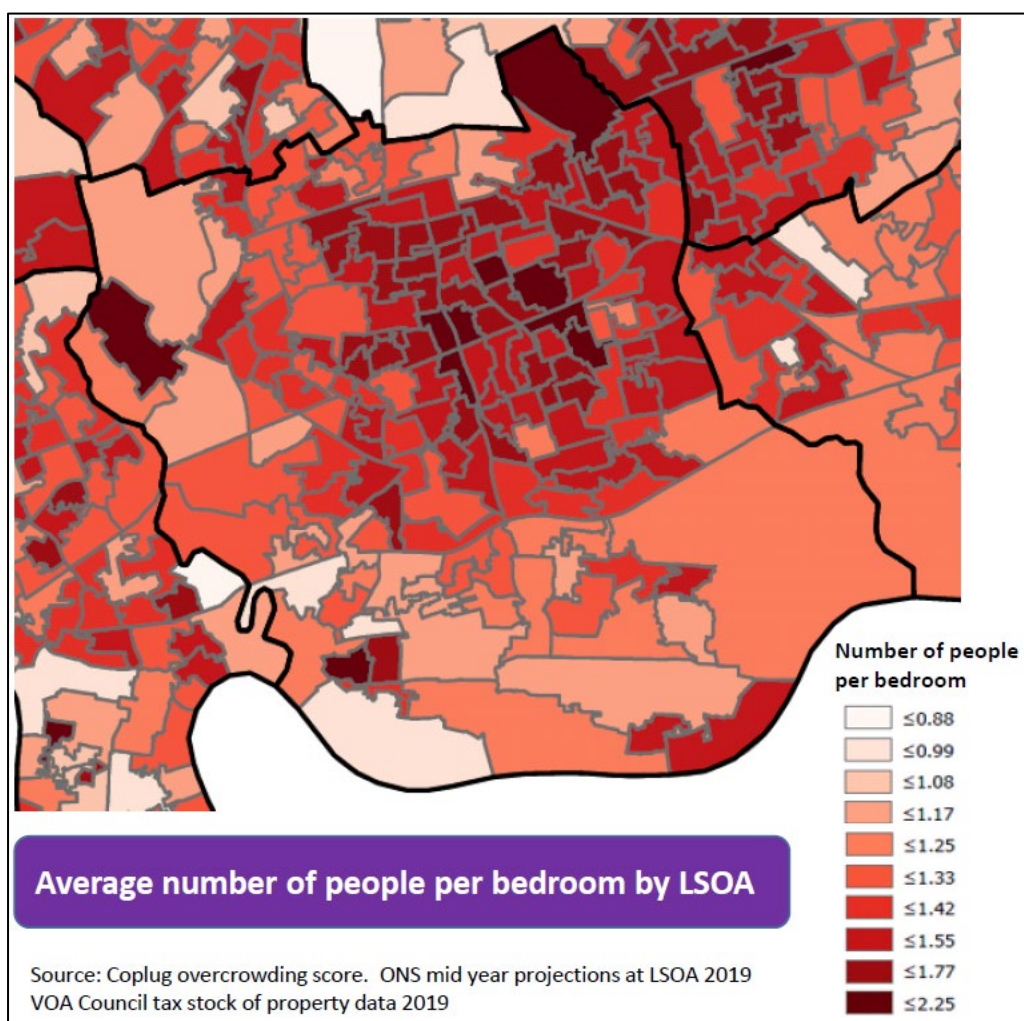 Number of people
per bedroom
≤0.88
≤0.99
≤1.08
≤1.17
≤1.25
≤1.33
≤1.42
≤1.55
≤1.77
≤2.25
Average number of people per bedroom by LSOA
Source: Coplug overcrowding score.  ONS mid year projections at LSOA 2019
VOA Council tax stock of property data 2019